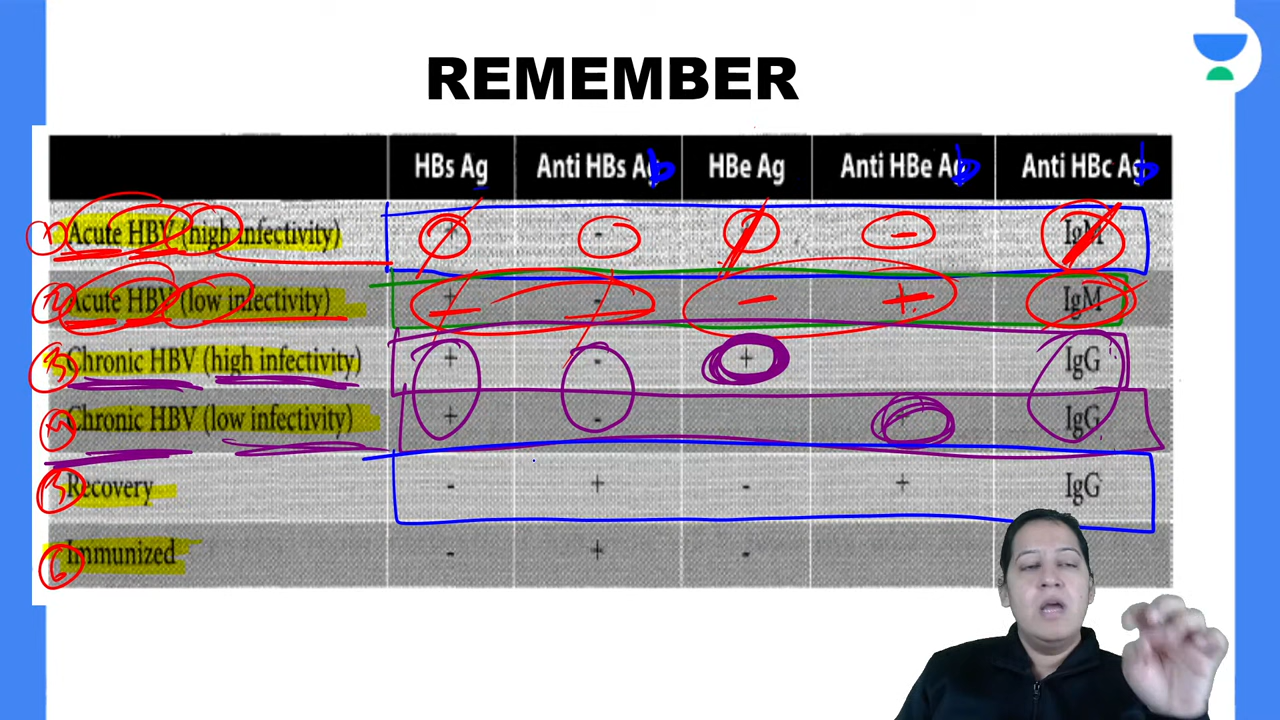 REMEMBER
HBs Ag Anti HBs Ab HBe Ag Anti HBe Ab Anti HBc Ab
1 Acute HBV (high infectivity) + - + - IgM
2 Acute HBV (low infectivity) + - - + IgM
3 Chronic HBV (high infectivity) + - + IgG
4 Chronic HBV (low infectivity) + - + IgG
5 Recovery - + - + IgG
6 Immunized - + -